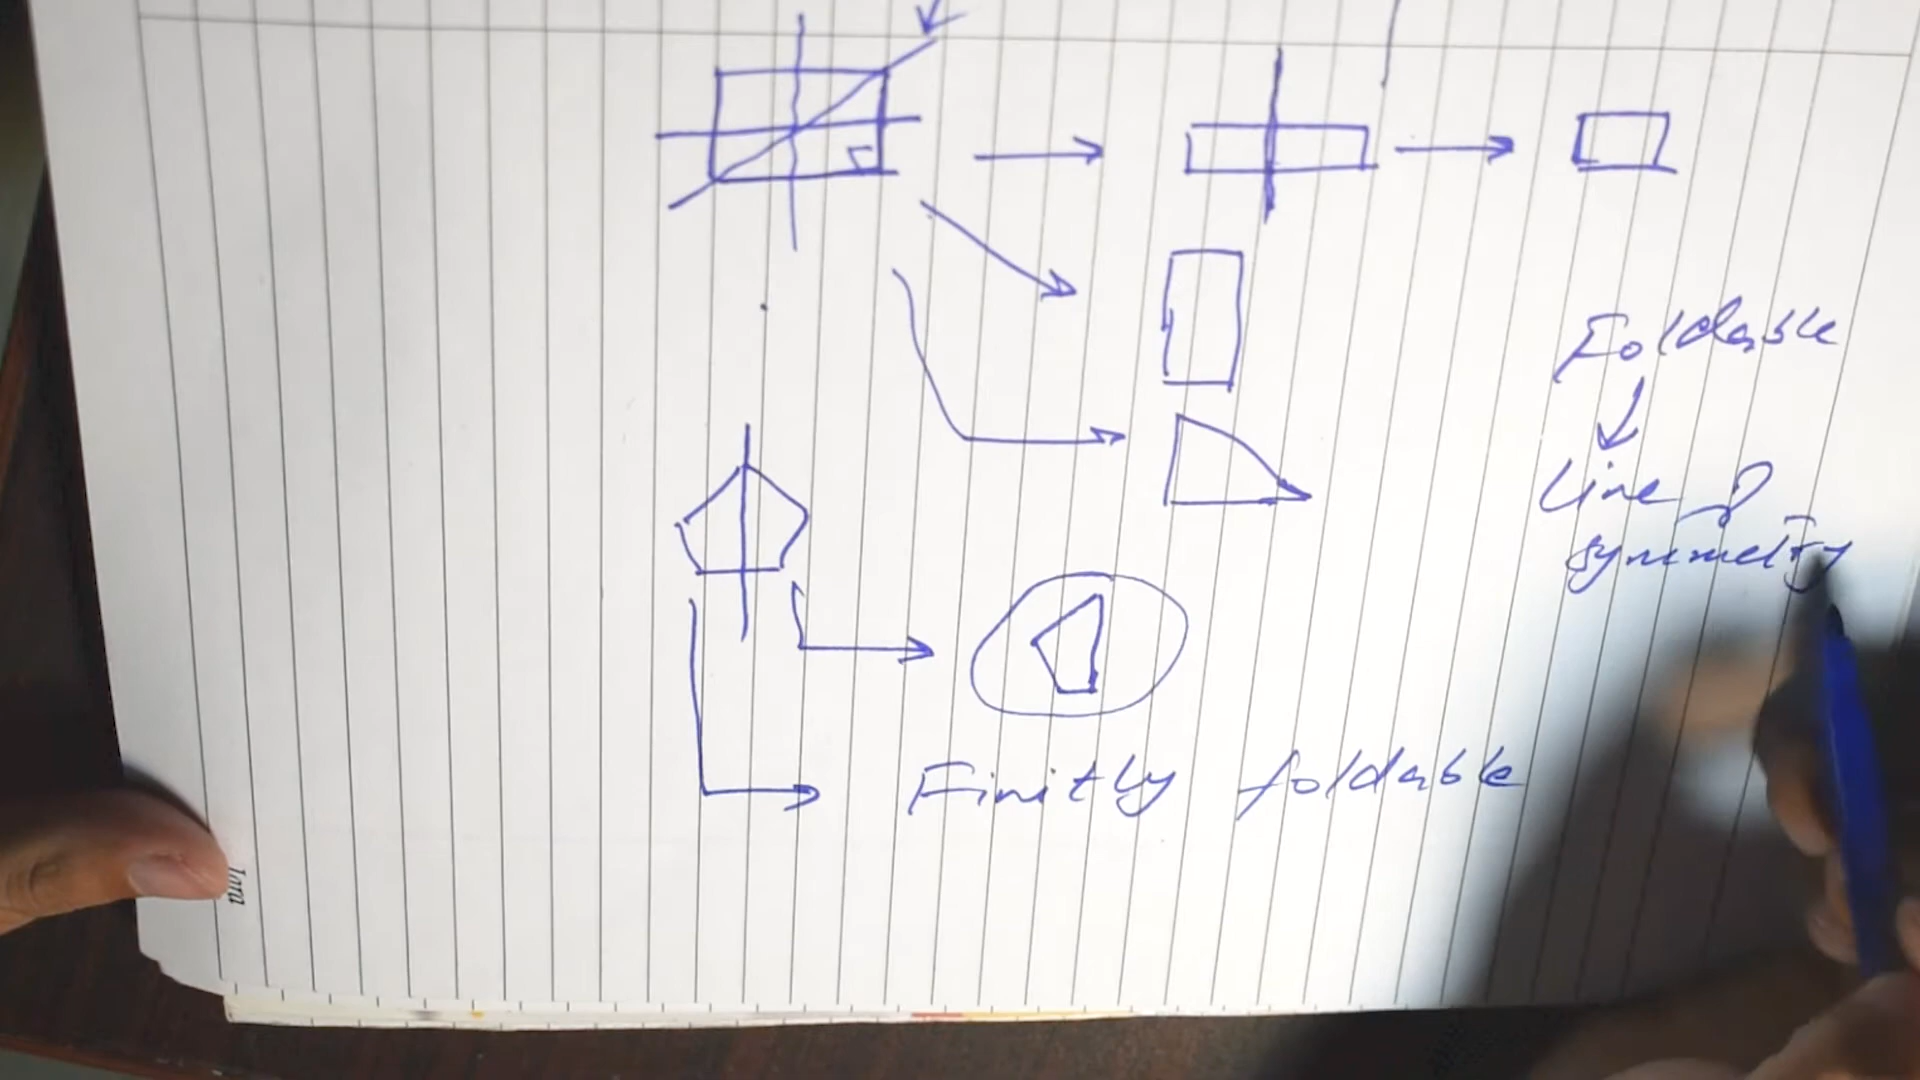 Foldable
Line of
symmetry
Finitly foldable